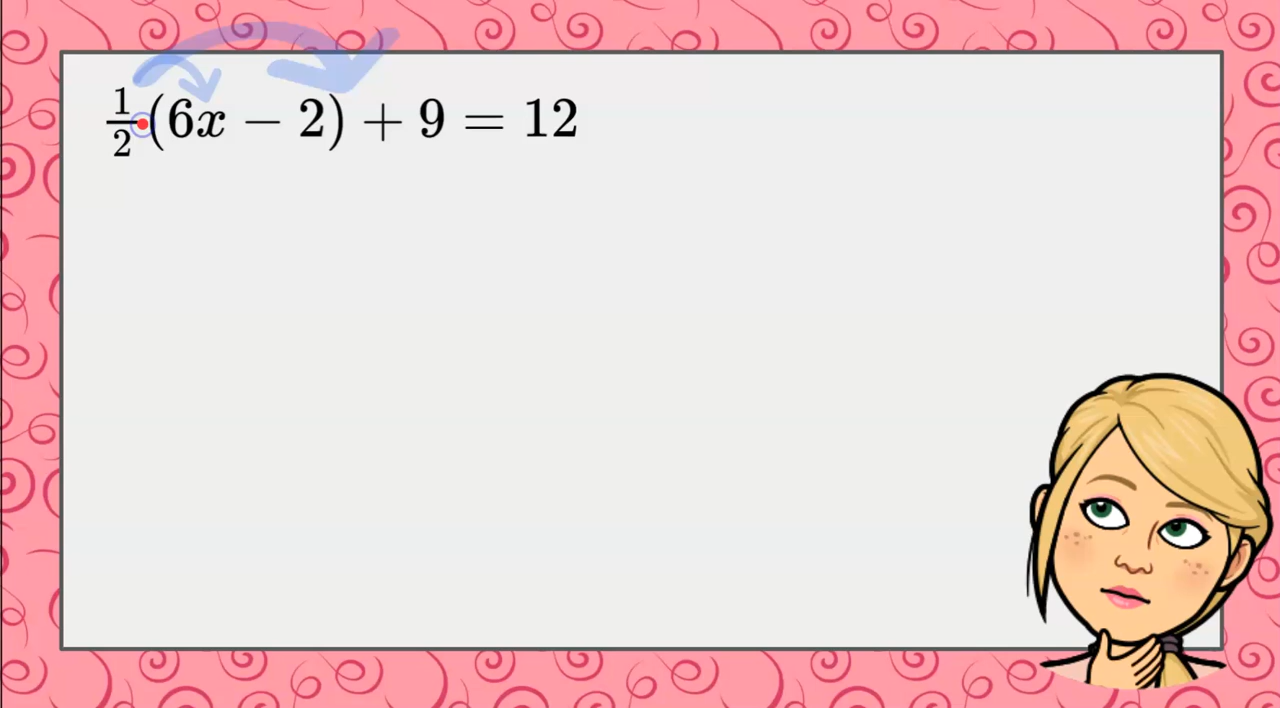 ½(6x − 2) + 9 = 12